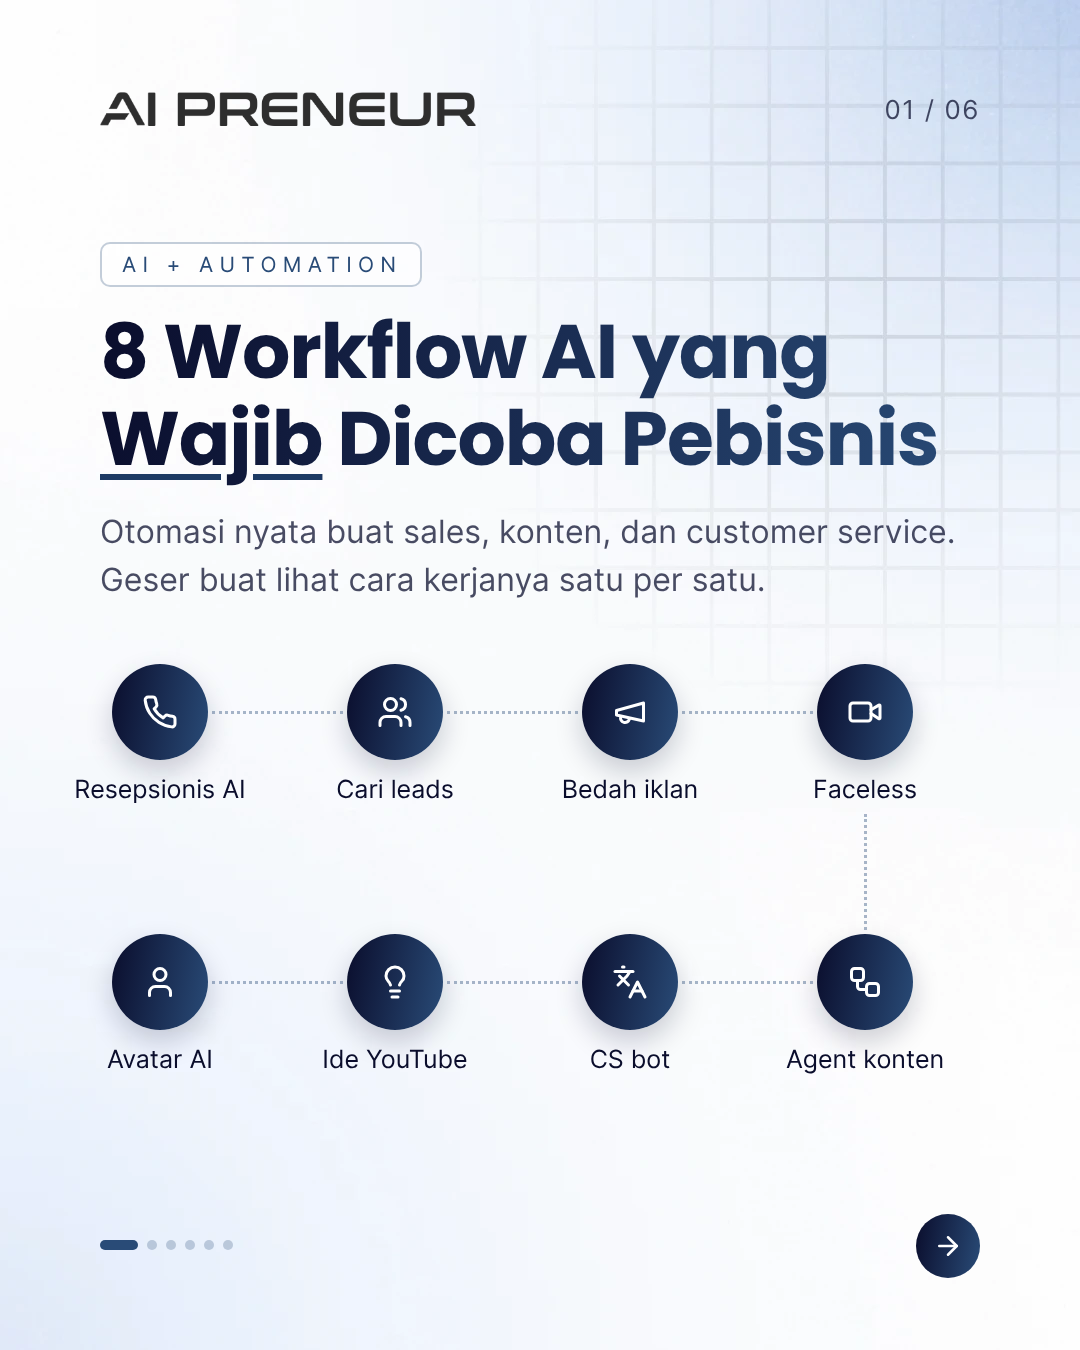 AI PRENEUR
01 / 06
AI + AUTOMATION
8 Workflow AI yang
Wajib Dicoba Pebisnis
Otomasi nyata buat sales, konten, dan customer service.
Geser buat lihat cara kerjanya satu per satu.
Resepsionis AI
Cari leads
Bedah iklan
Faceless
Avatar AI
Ide YouTube
CS bot
Agent konten